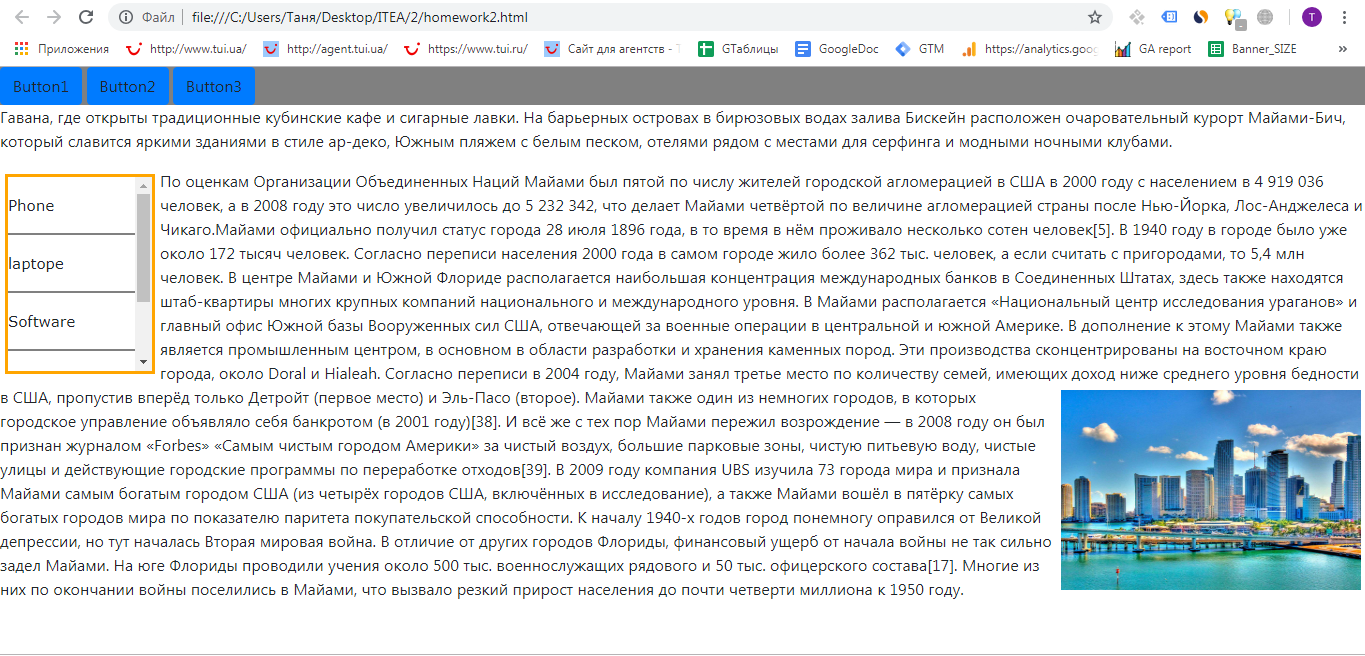 Файл
file:///C:/Users/Таня/Desktop/ITEA/2/homework2.html
T
Приложения
http://www.tui.ua/
http://agent.tui.ua/
https://www.tui.ru/
Сайт для агентств - Т
GТаблицы
GoogleDoc
GTM
https://analytics.goog
GA report
Banner_SIZE
»
Button1
Button2
Button3
Гавана, где открыты традиционные кубинские кафе и сигарные лавки. На барьерных островах в бирюзовых водах залива Бискейн расположен очаровательный курорт Майами-Бич,
который славится яркими зданиями в стиле ар-деко, Южным пляжем с белым песком, отелями рядом с местами для серфинга и модными ночными клубами.
Phone
laptope
Software
По оценкам Организации Объединенных Наций Майами был пятой по числу жителей городской агломерацией в США в 2000 году с населением в 4 919 036
человек, а в 2008 году это число увеличилось до 5 232 342, что делает Майами четвёртой по величине агломерацией страны после Нью-Йорка, Лос-Анджелеса и
Чикаго.Майами официально получил статус города 28 июля 1896 года, в то время в нём проживало несколько сотен человек[5]. В 1940 году в городе было уже
около 172 тысяч человек. Согласно переписи населения 2000 года в самом городе жило более 362 тыс. человек, а если считать с пригородами, то 5,4 млн
человек. В центре Майами и Южной Флориде располагается наибольшая концентрация международных банков в Соединенных Штатах, здесь также находятся
штаб-квартиры многих крупных компаний национального и международного уровня. В Майами располагается «Национальный центр исследования ураганов» и
главный офис Южной базы Вооруженных сил США, отвечающей за военные операции в центральной и южной Америке. В дополнение к этому Майами также
является промышленным центром, в основном в области разработки и хранения каменных пород. Эти производства сконцентрированы на восточном краю
города, около Doral и Hialeah. Согласно переписи в 2004 году, Майами занял третье место по количеству семей, имеющих доход ниже среднего уровня бедности
в США, пропустив вперёд только Детройт (первое место) и Эль-Пасо (второе). Майами также один из немногих городов, в которых
городское управление объявляло себя банкротом (в 2001 году)[38]. И всё же с тех пор Майами пережил возрождение — в 2008 году он был
признан журналом «Forbes» «Самым чистым городом Америки» за чистый воздух, большие парковые зоны, чистую питьевую воду, чистые
улицы и действующие городские программы по переработке отходов[39]. В 2009 году компания UBS изучила 73 города мира и признала
Майами самым богатым городом США (из четырёх городов США, включённых в исследование), а также Майами вошёл в пятёрку самых
богатых городов мира по показателю паритета покупательской способности. К началу 1940-х годов город понемногу оправился от Великой
депрессии, но тут началась Вторая мировая война. В отличие от других городов Флориды, финансовый ущерб от начала войны не так сильно
задел Майами. На юге Флориды проводили учения около 500 тыс. военнослужащих рядового и 50 тыс. офицерского состава[17]. Многие из
них по окончании войны поселились в Майами, что вызвало резкий прирост населения до почти четверти миллиона к 1950 году.